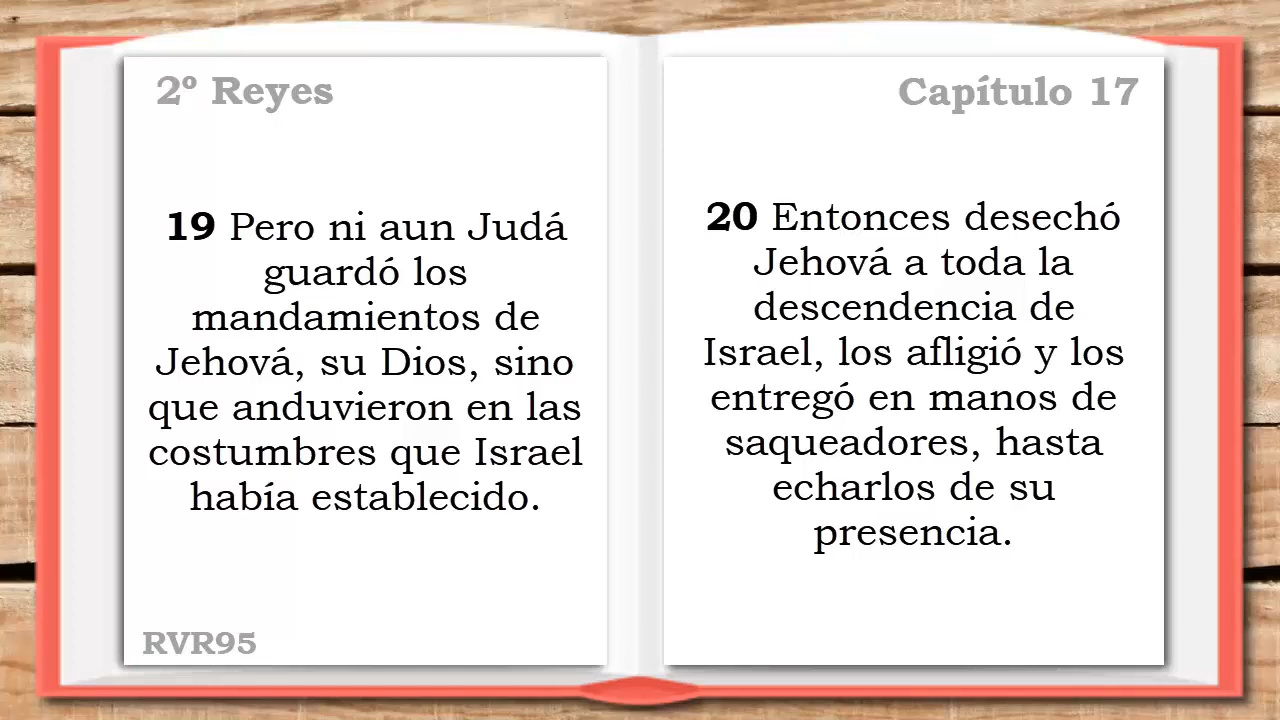 2º Reyes
19 Pero ni aun Judá
guardó los
mandamientos de
Jehová, su Dios, sino
que anduvieron en las
costumbres que Israel
había establecido.
RVR95
Capítulo 17
20 Entonces desechó
Jehová a toda la
descendencia de
Israel, los afligió y los
entregó en manos de
saqueadores, hasta
echarlos de su
presencia.